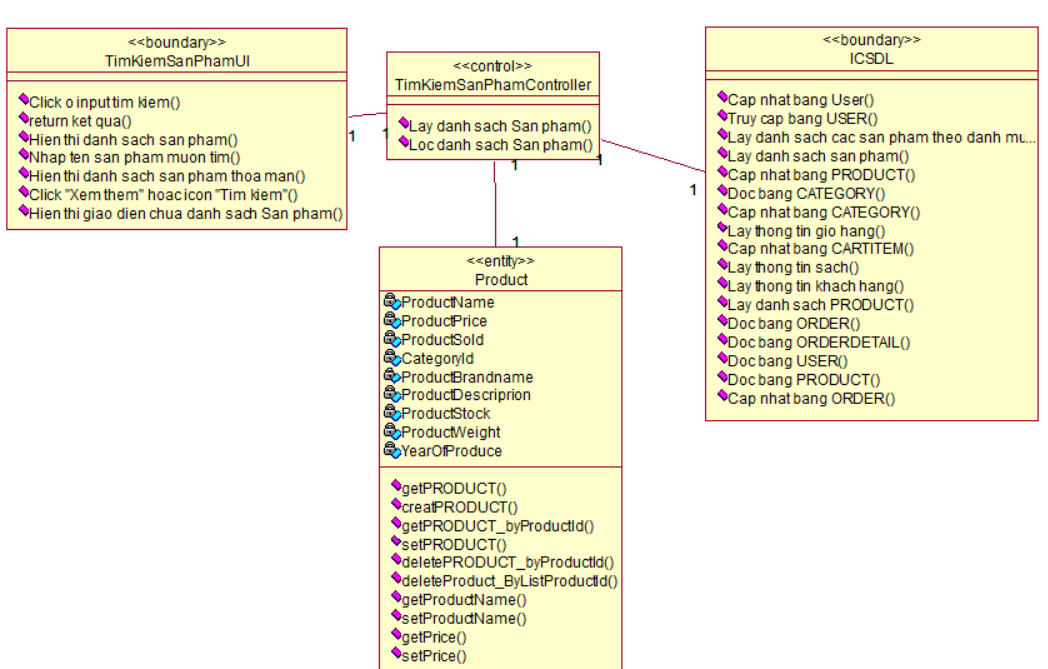 <<boundary>>
TimKiemSanPhamUI
Click o input tim kiem()
return ket qua()
Hien thi danh sach san pham()
Nhap ten san pham muon tim()
Hien thi danh sach san pham thoa man()
Click "Xem them" hoac icon "Tim kiem"()
Hien thi giao dien chua danh sach San pham()
1
1
<<control>>
TimKiemSanPhamController
Lay danh sach San pham()
Loc danh sach San pham()
1
1
1
1
<<boundary>>
ICSDL
Cap nhat bang User()
Truy cap bang USER()
Lay danh sach cac san pham theo danh mu...
Lay danh sach san pham()
Cap nhat bang PRODUCT()
Doc bang CATEGORY()
Cap nhat bang CATEGORY()
Lay thong tin gio hang()
Cap nhat bang CARTITEM()
Lay thong tin sach()
Lay thong tin khach hang()
Lay danh sach PRODUCT()
Doc bang ORDER()
Doc bang ORDERDETAIL()
Doc bang USER()
Doc bang PRODUCT()
Cap nhat bang ORDER()
<<entity>>
Product
ProductName
ProductPrice
ProductSold
CategoryId
ProductBrandname
ProductDescriprion
ProductStock
ProductWeight
YearOfProduce
getPRODUCT()
creatPRODUCT()
getPRODUCT_byProductId()
setPRODUCT()
deletePRODUCT_byProductId()
deleteProduct_ByListProductId()
getProductName()
setProductName()
getPrice()
setPrice()